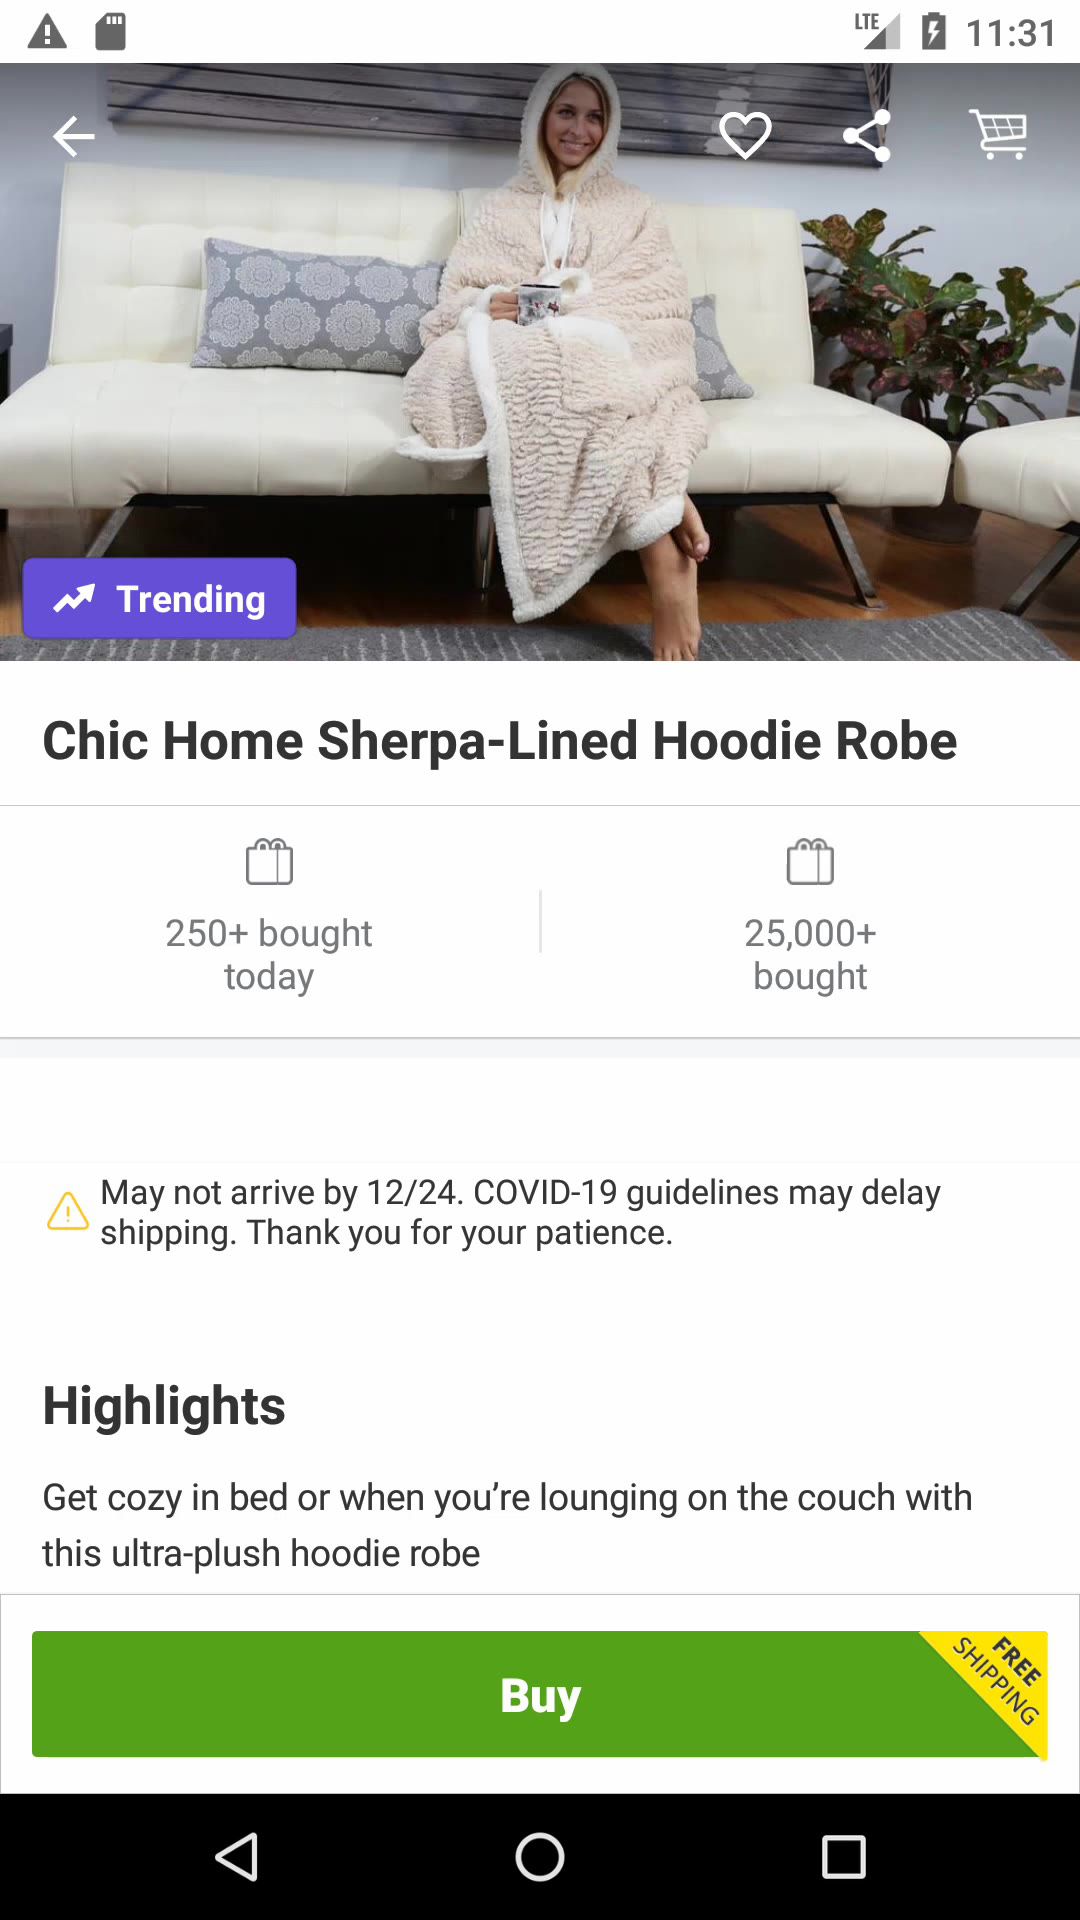 LTE
11:31
Trending
Chic Home Sherpa-Lined Hoodie Robe
250+ bought
today
25,000+
bought
May not arrive by 12/24. COVID-19 guidelines may delay
shipping. Thank you for your patience.
Highlights
Get cozy in bed or when you’re lounging on the couch with
this ultra-plush hoodie robe
Buy
FREE
SHIPPING